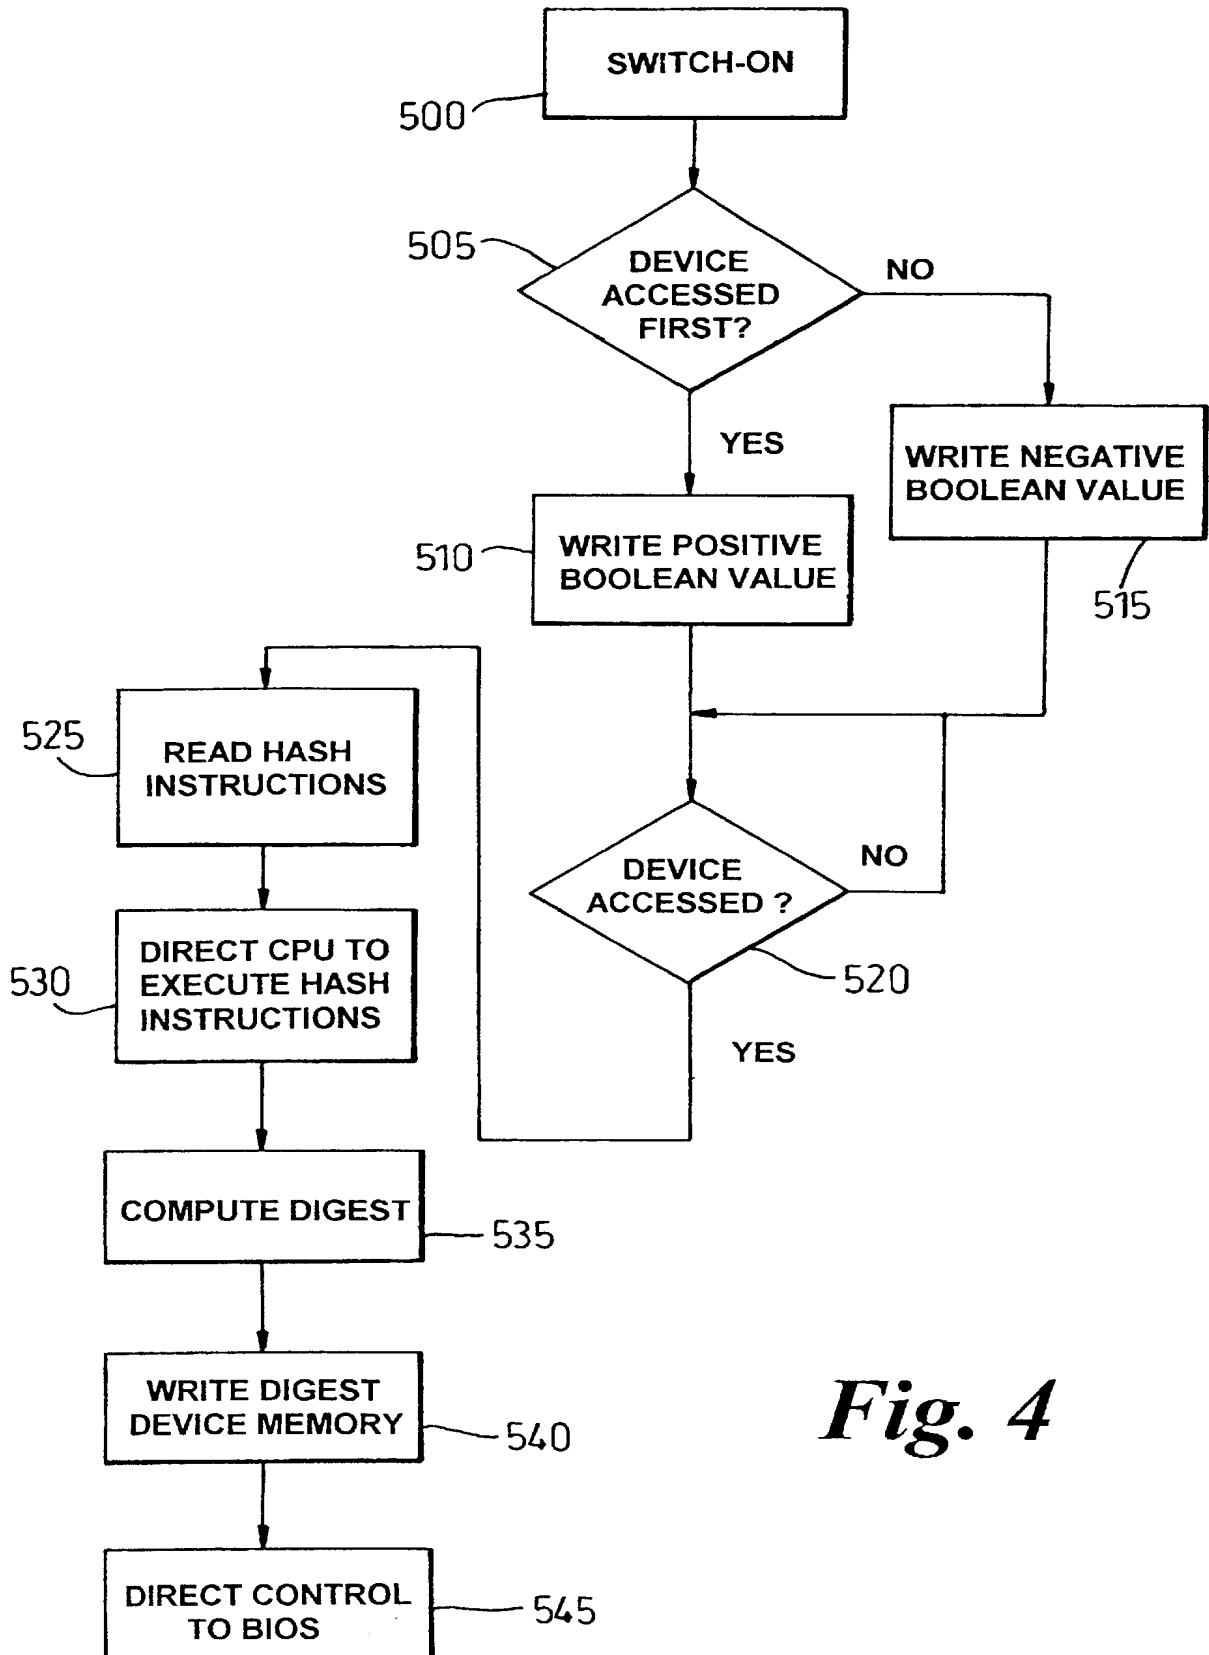 SWITCH-ON
500
505
DEVICE
ACCESSED
FIRST?
NO
YES
WRITE NEGATIVE
BOOLEAN VALUE
515
510
WRITE POSITIVE
BOOLEAN VALUE
525
READ HASH
INSTRUCTIONS
DEVICE
ACCESSED ?
NO
520
YES
530
DIRECT CPU TO
EXECUTE HASH
INSTRUCTIONS
COMPUTE DIGEST
535
WRITE DIGEST
DEVICE MEMORY
540
DIRECT CONTROL
TO BIOS
545
Fig. 4